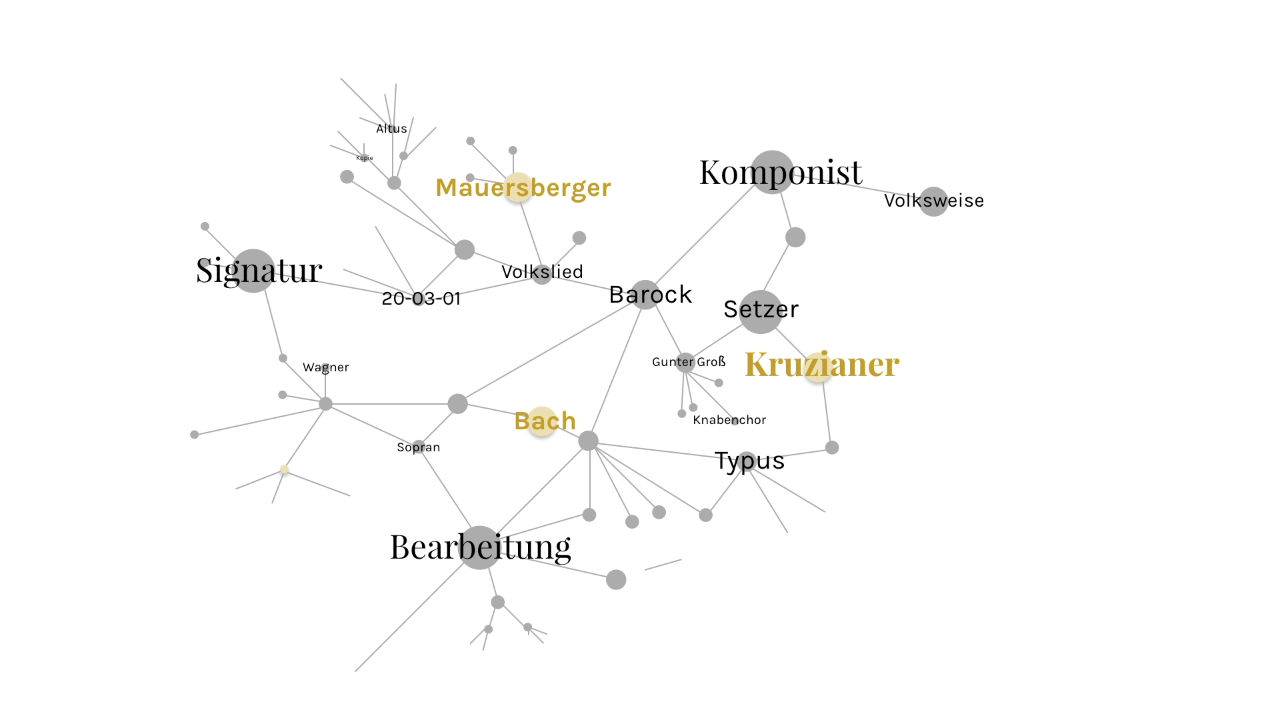 Altus
Kopie
Mauersberger
Komponist
Volksweise
Signatur
Volkslied
20-03-01
Barock
Setzer
Wagner
Gunter Groß
Kruzianer
Bach
Knabenchor
Sopran
Typus
Bearbeitung